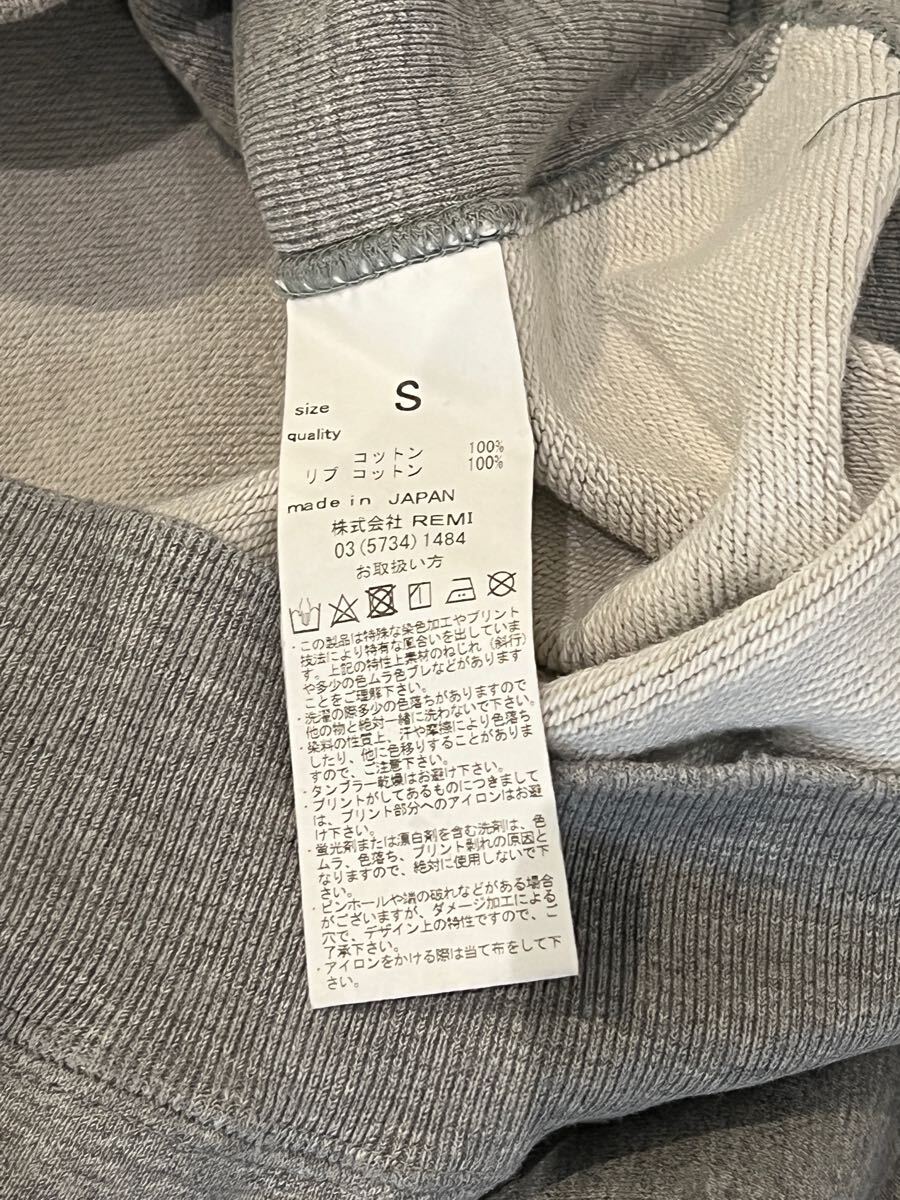 size S
quality
コットン 100%
リブ コットン 100%
made in JAPAN
株式会社 REMI
03(5734)1484
お取扱い方
・この製品は特殊な染色加工やプリント
技法により特有な風合いを出していま
す。上記の特性上素材のねじれ（斜行）
や多少の色ムラ色ブレなどがあります
ことをご理解下さい。
・洗濯の際多少の色落ちがありますので
他の物と絶対一緒に洗わないで下さい。
・染料の性質上、汗や摩擦により色落ち
したり、他に色移りすることがありま
すので、ご注意下さい。
・タンブラー乾燥はお避け下さい。
・プリントがしてあるものにつきまして
は、プリント部分へのアイロンはお避
け下さい。
・蛍光剤または漂白剤を含む洗剤は、色
ムラ、色落ち、プリント剥れの原因と
なりますので、絶対に使用しないで下
さい。
・ピンホールや端の破れなどがある場合
がございますが、ダメージ加工による
穴で、デザイン上の特性ですので、ご
了承下さい。
・アイロンをかける際は当て布をして下
さい。